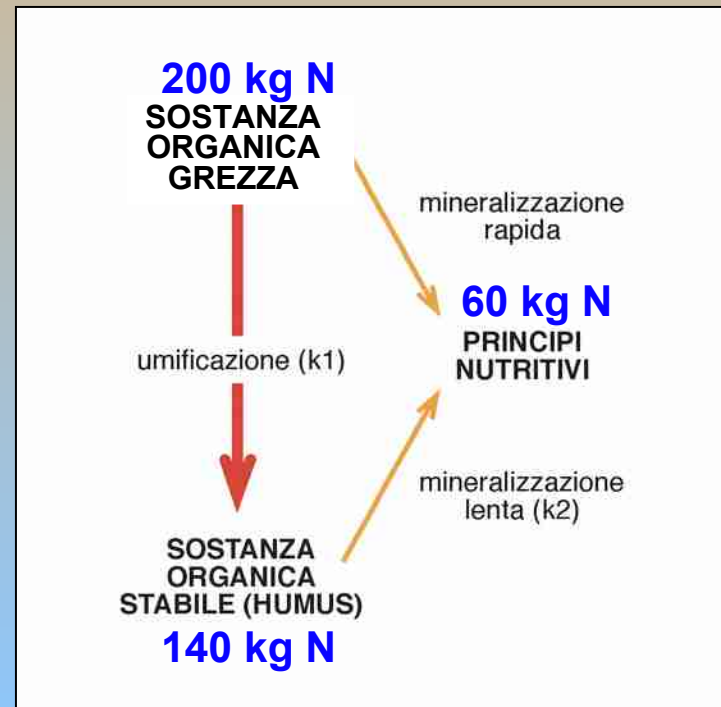 200 kg N
SOSTANZA
ORGANICA
GREZZA
mineralizzazione
rapida
60 kg N
PRINCIPI
NUTRITIVI
umificazione (k1)
mineralizzazione
lenta (k2)
SOSTANZA
ORGANICA
STABILE (HUMUS)
140 kg N